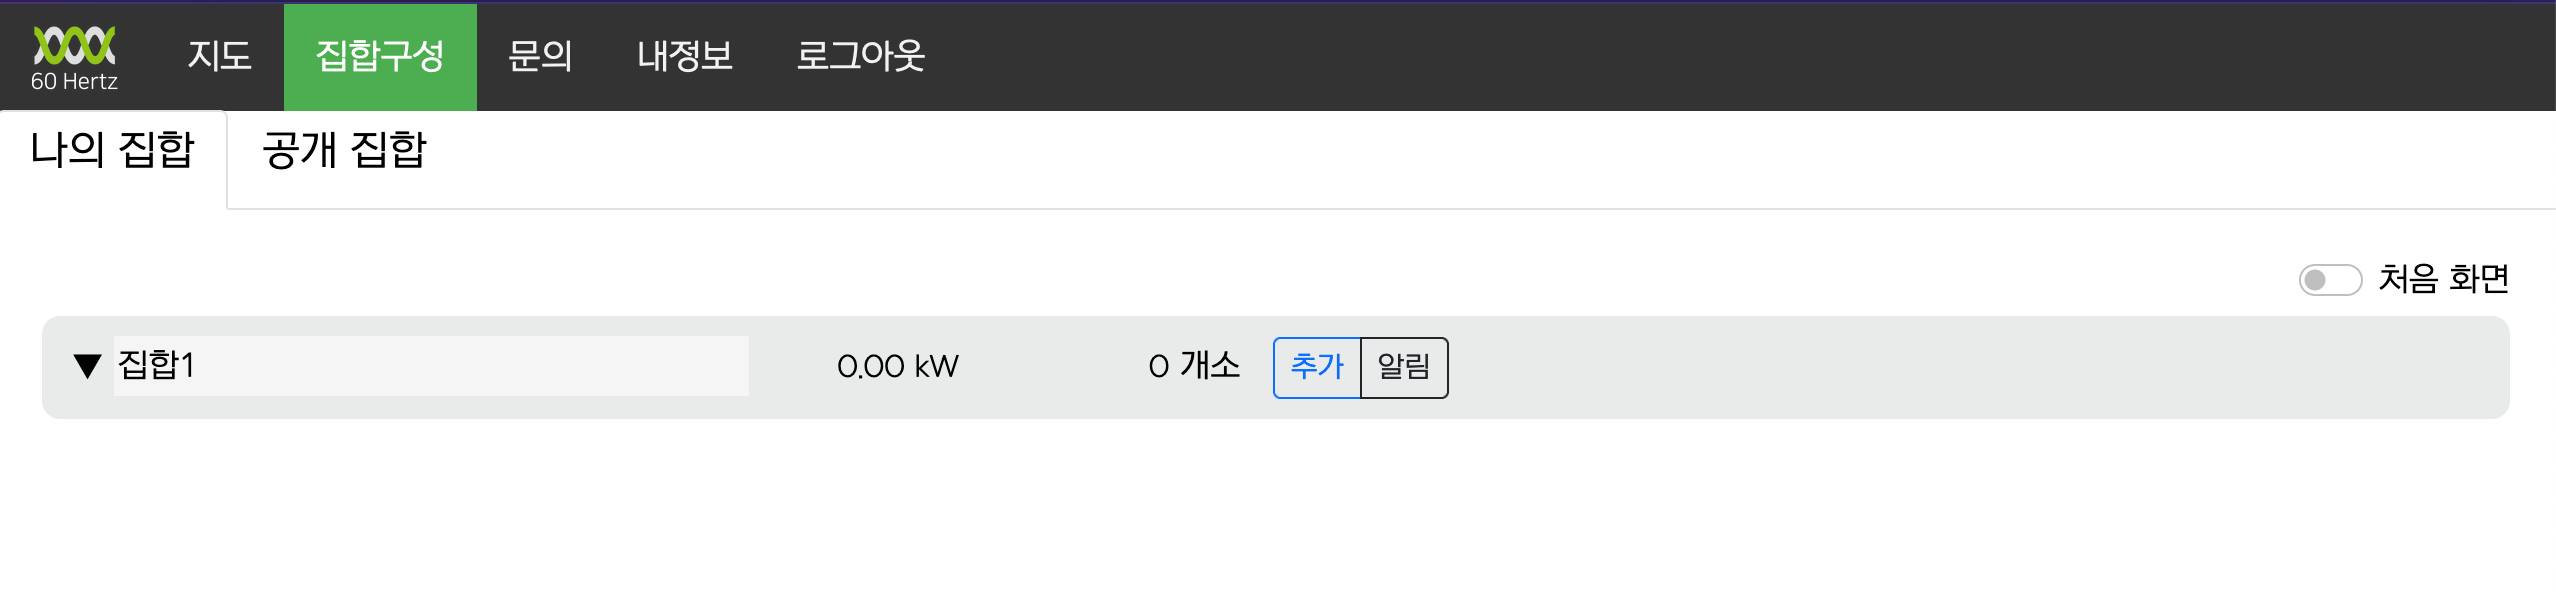 60 Hertz
지도 집합구성 문의 내정보 로그아웃
나의 집합 공개 집합
처음 화면
▼ 집합1 0.00 kW 0 개소 추가 알림